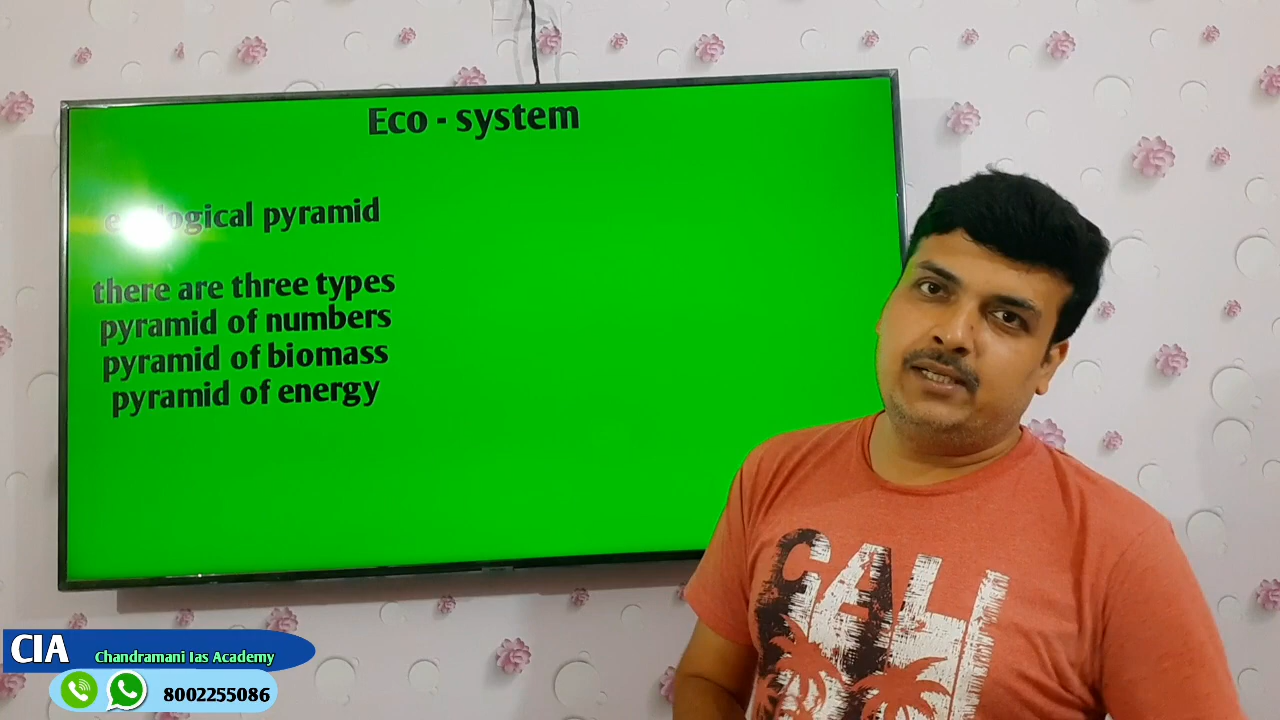 Eco - system
pyramid
there are three types
pyramid of numbers
pyramid of biomass
pyramid of energy
CALI
CIA
Chandramani Ias Academy
8002255086